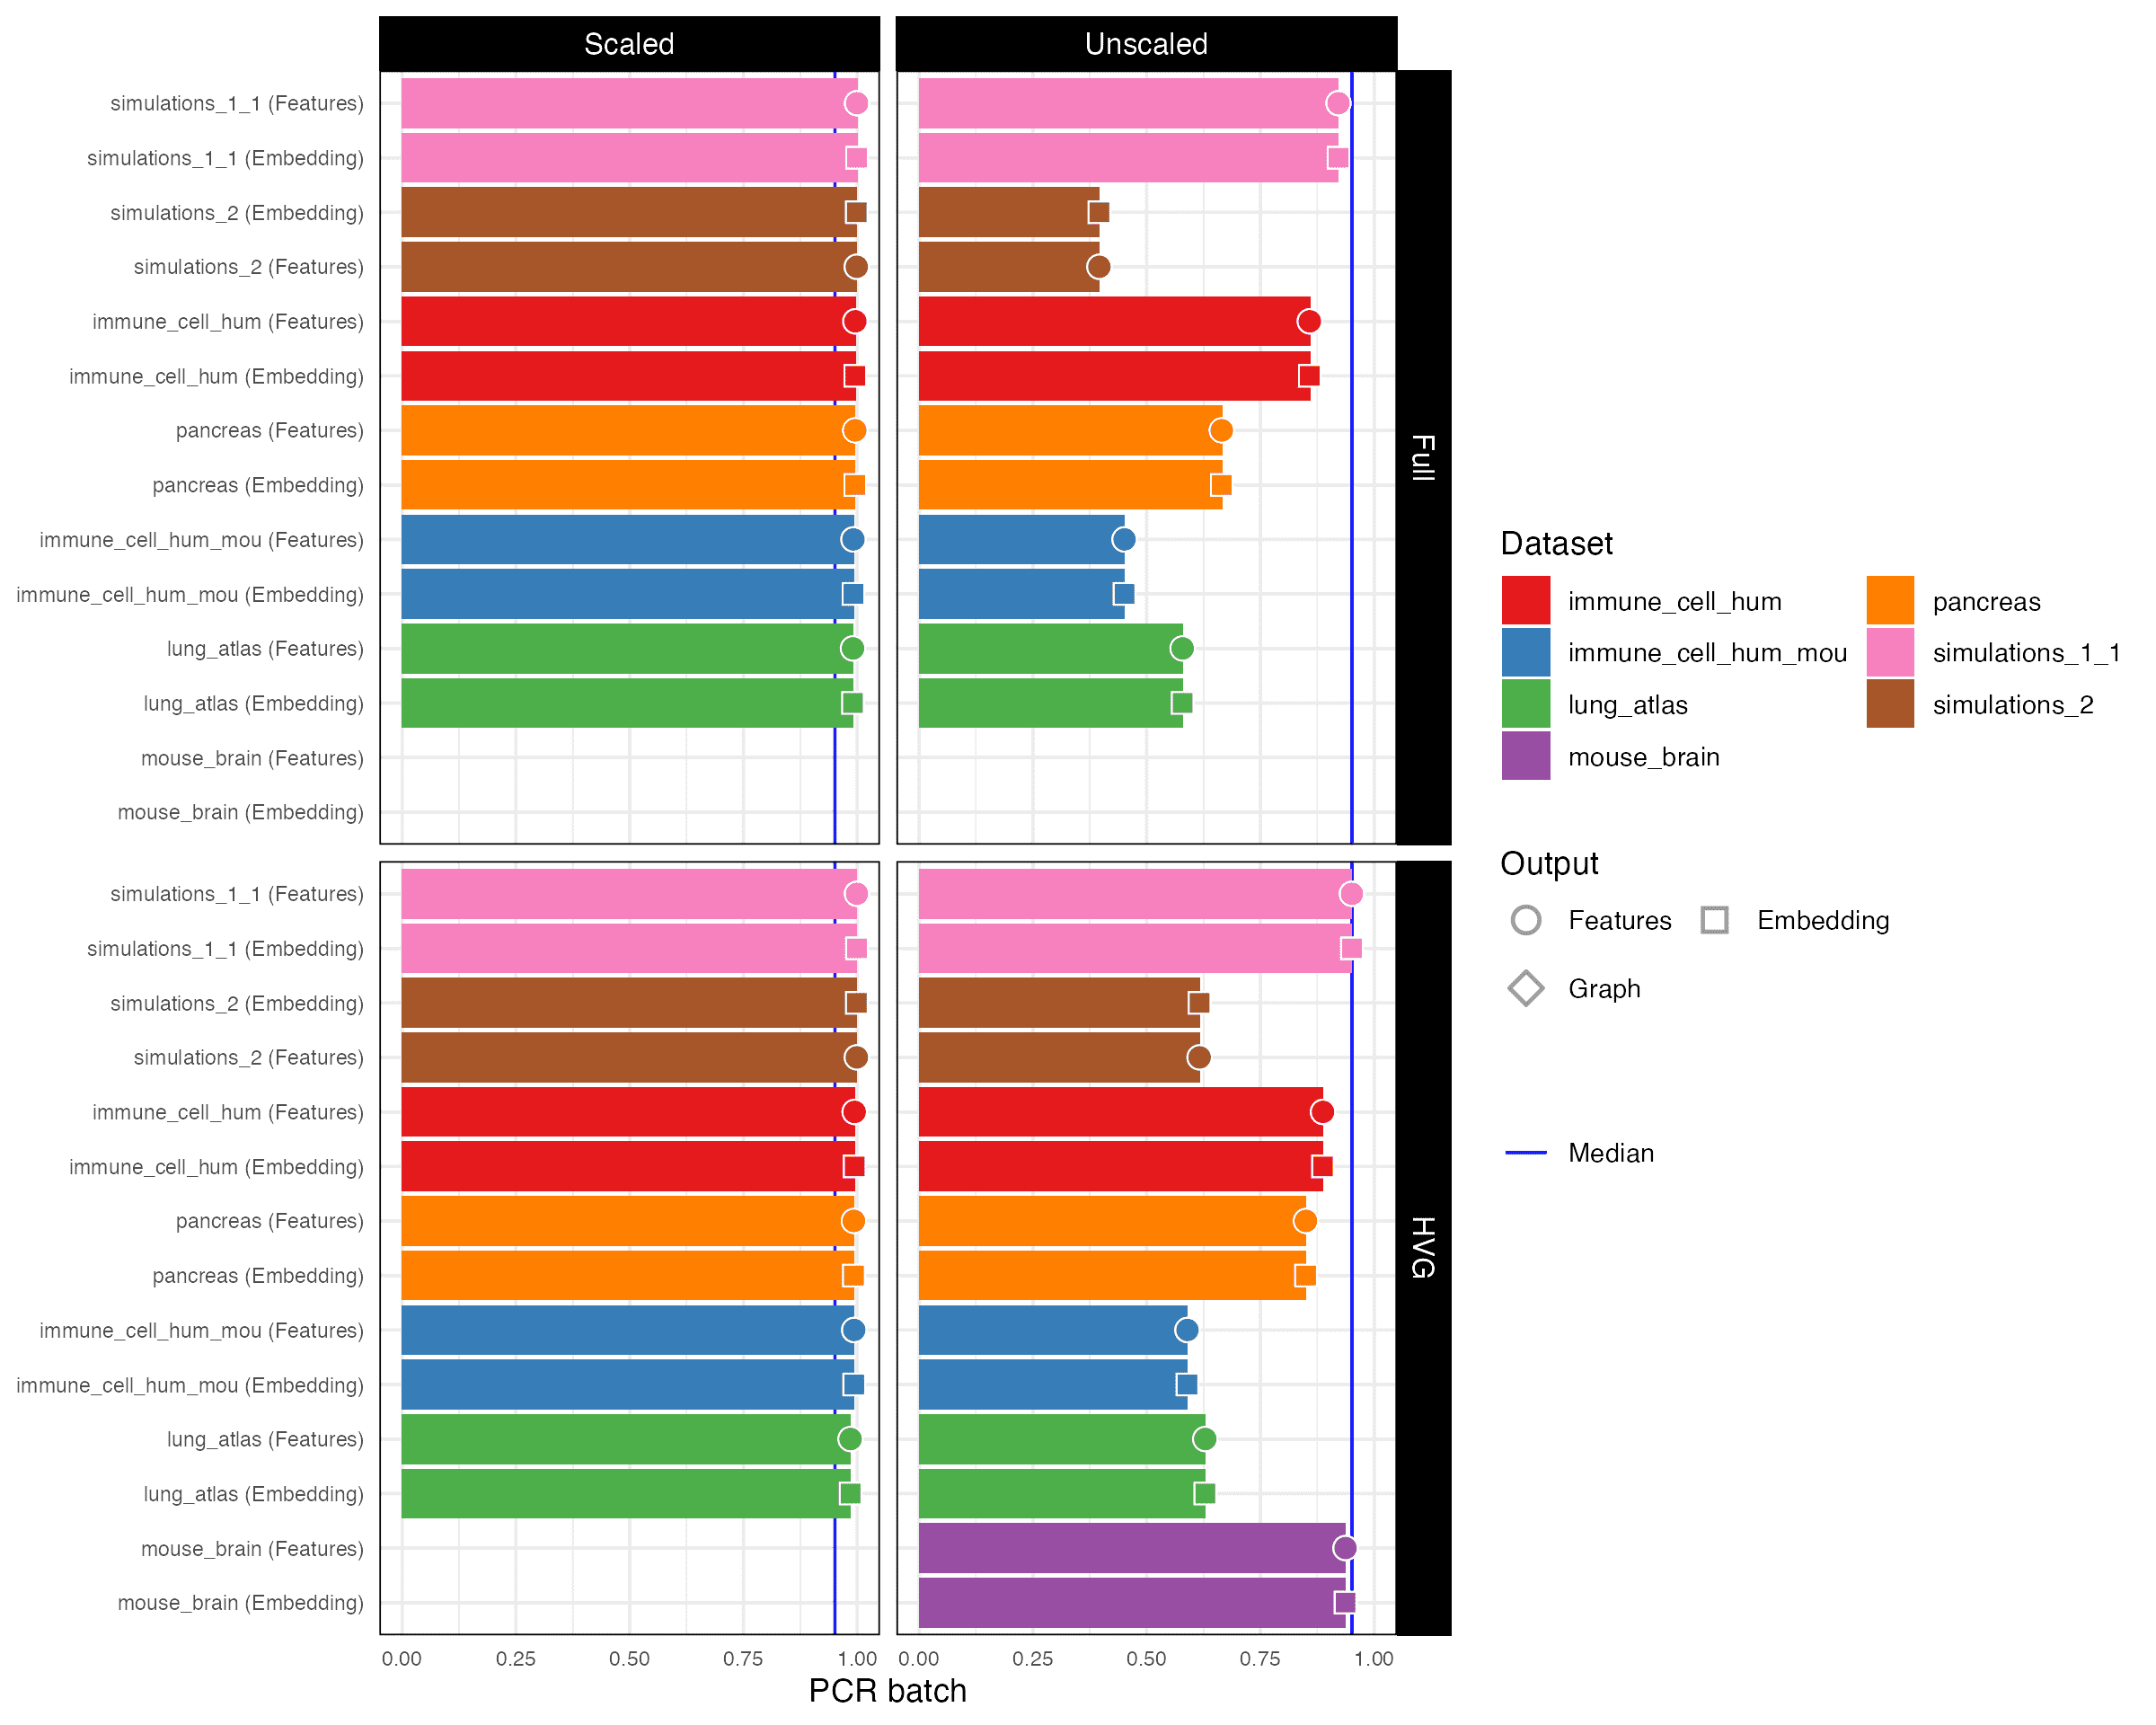 Scaled
Unscaled
simulations_1_1 (Features)
simulations_1_1 (Embedding)
simulations_2 (Embedding)
simulations_2 (Features)
immune_cell_hum (Features)
immune_cell_hum (Embedding)
pancreas (Features)
pancreas (Embedding)
immune_cell_hum_mou (Features)
immune_cell_hum_mou (Embedding)
lung_atlas (Features)
lung_atlas (Embedding)
mouse_brain (Features)
mouse_brain (Embedding)
Full
simulations_1_1 (Features)
simulations_1_1 (Embedding)
simulations_2 (Embedding)
simulations_2 (Features)
immune_cell_hum (Features)
immune_cell_hum (Embedding)
pancreas (Features)
pancreas (Embedding)
immune_cell_hum_mou (Features)
immune_cell_hum_mou (Embedding)
lung_atlas (Features)
lung_atlas (Embedding)
mouse_brain (Features)
mouse_brain (Embedding)
HVG
0.00 0.25 0.50 0.75 1.00 0.00 0.25 0.50 0.75 1.00
PCR batch
Dataset
immune_cell_hum pancreas
immune_cell_hum_mou simulations_1_1
lung_atlas simulations_2
mouse_brain
Output
Features Embedding
Graph
Median